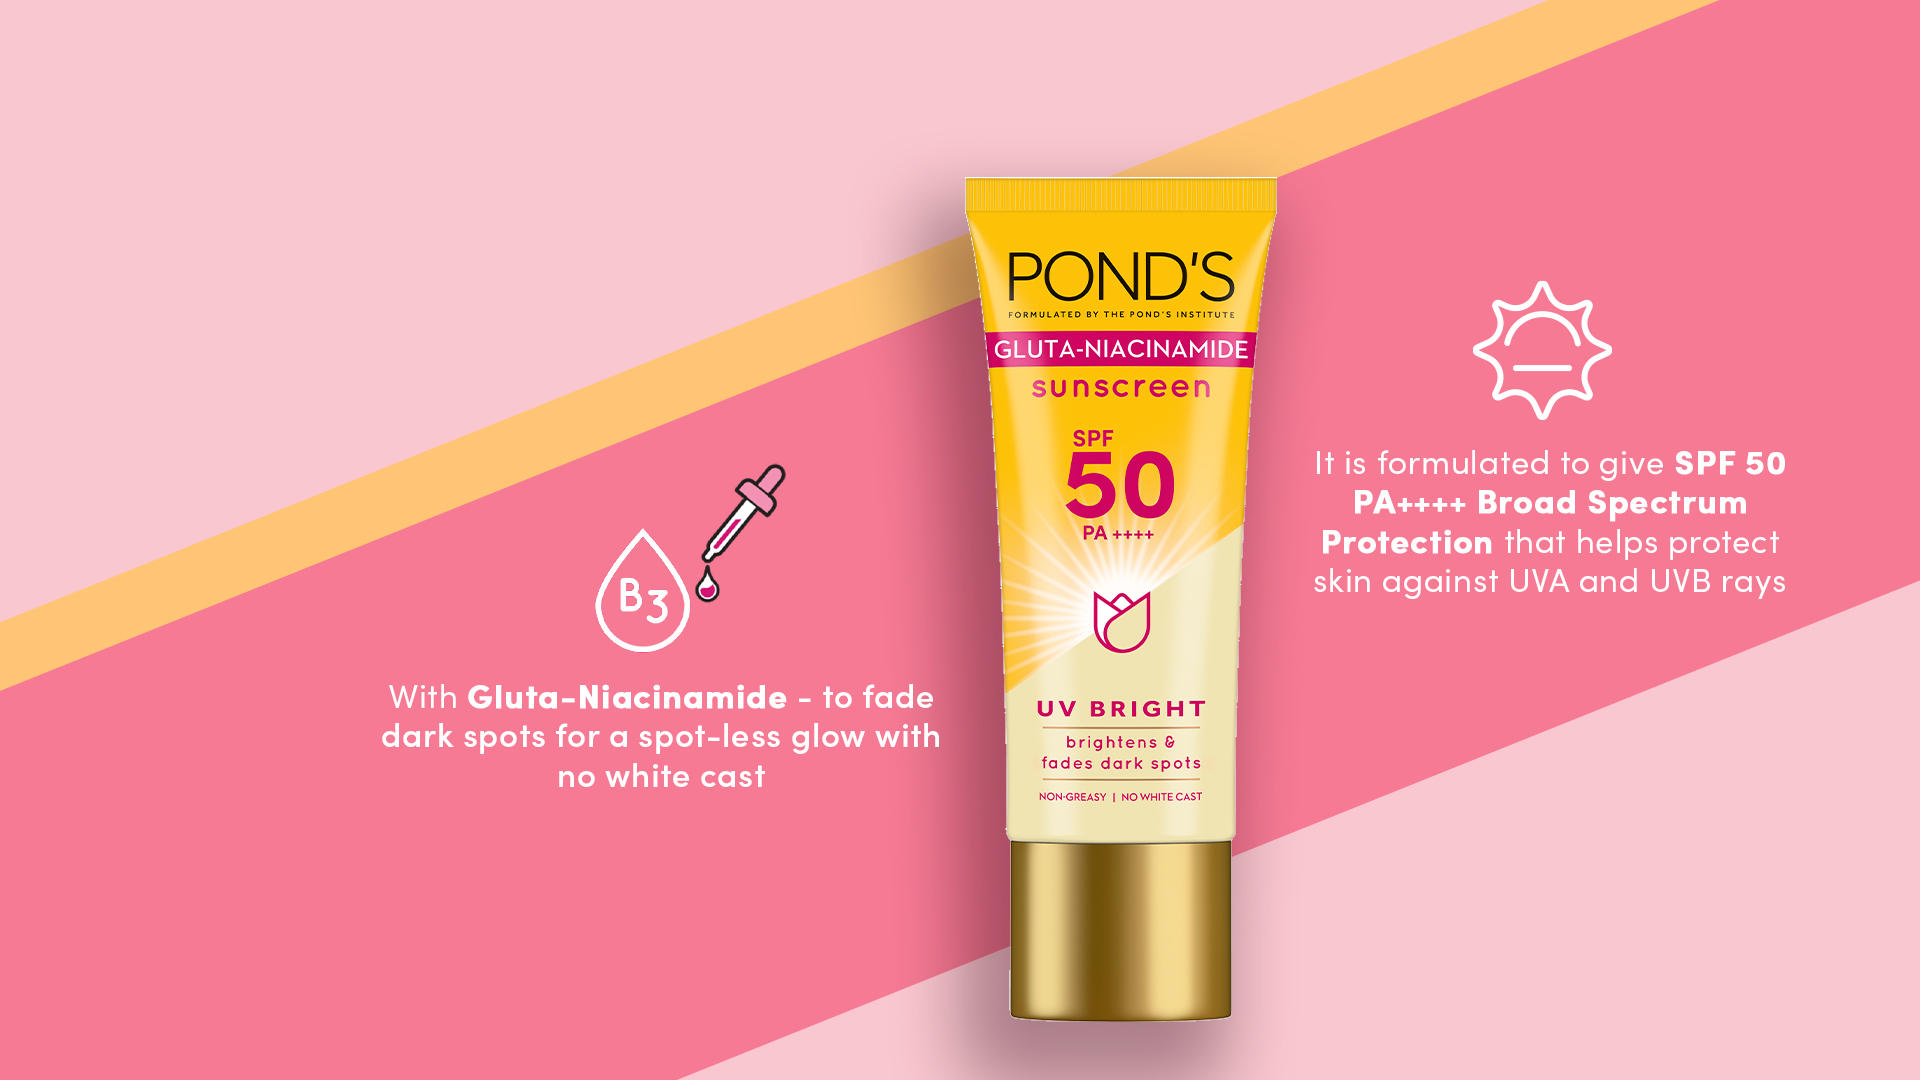 B3
With Gluta-Niacinamide - to fade
dark spots for a spot-less glow with
no white cast
POND'S
FORMULATED BY THE POND'S INSTITUTE
GLUTA-NIACINAMIDE
sunscreen
SPF
50
PA ++++
UV BRIGHT
brightens &
fades dark spots
NON-GREASY | NO WHITE CAST
It is formulated to give SPF 50
PA++++ Broad Spectrum
Protection that helps protect
skin against UVA and UVB rays